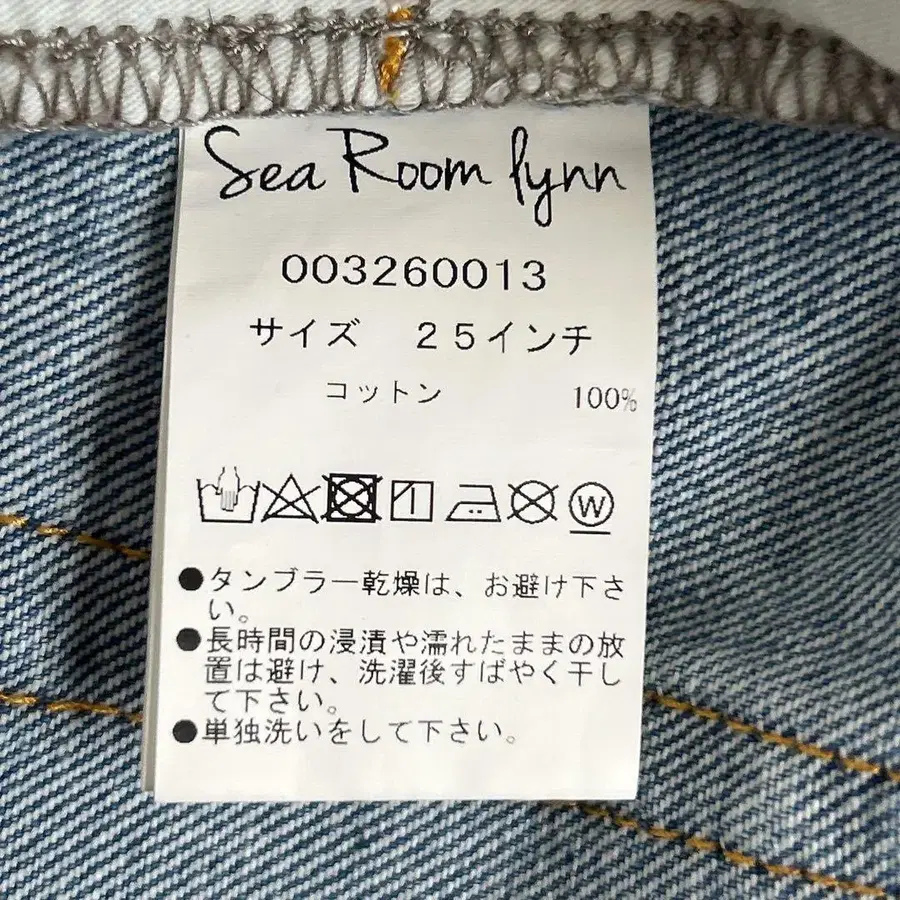 Sea Room lynn
003260013
サイズ　25インチ
コットン　100%
W
●タンブラー乾燥は、お避け下さ
い。
●長時間の浸漬や濡れたままの放
置は避け、洗濯後すばやく干し
て下さい。
●単独洗いをして下さい。